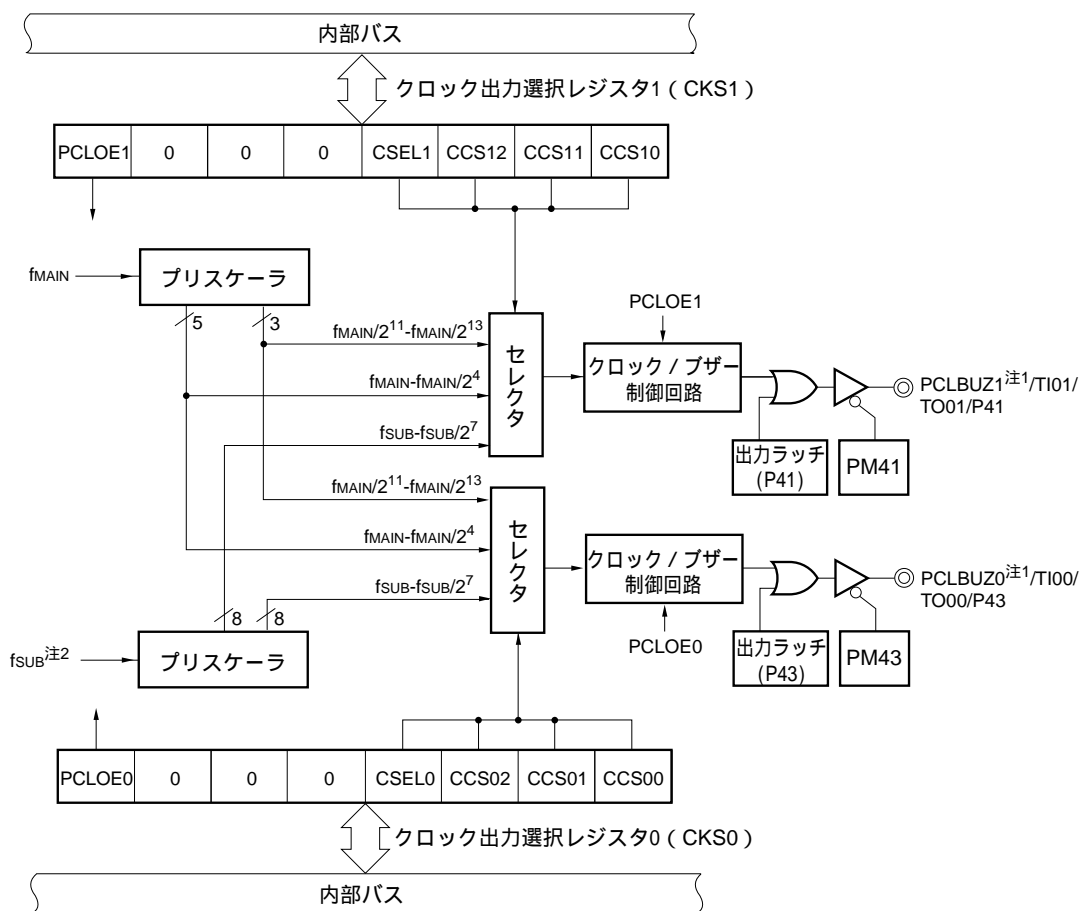 内部バス
クロック出力選択レジスタ1（CKS1）
PCLOE1 0 0 0 CSEL1 CCS12 CCS11 CCS10
fMAIN
プリスケーラ
5 3
PCLOE1
fMAIN/2^11-fMAIN/2^13
fMAIN-fMAIN/2^4
fSUB-fSUB/2^7
セレクタ
クロック / ブザー
制御回路
PCLBUZ1注1/TI01/
TO01/P41
出力ラッチ
(P41)
PM41
fMAIN/2^11-fMAIN/2^13
fMAIN-fMAIN/2^4
fSUB-fSUB/2^7
セレクタ
クロック / ブザー
制御回路
PCLBUZ0注1/TI00/
TO00/P43
8 8
PCLOE0
出力ラッチ
(P43)
PM43
fSUB注2
プリスケーラ
PCLOE0 0 0 0 CSEL0 CCS02 CCS01 CCS00
クロック出力選択レジスタ0（CKS0）
内部バス